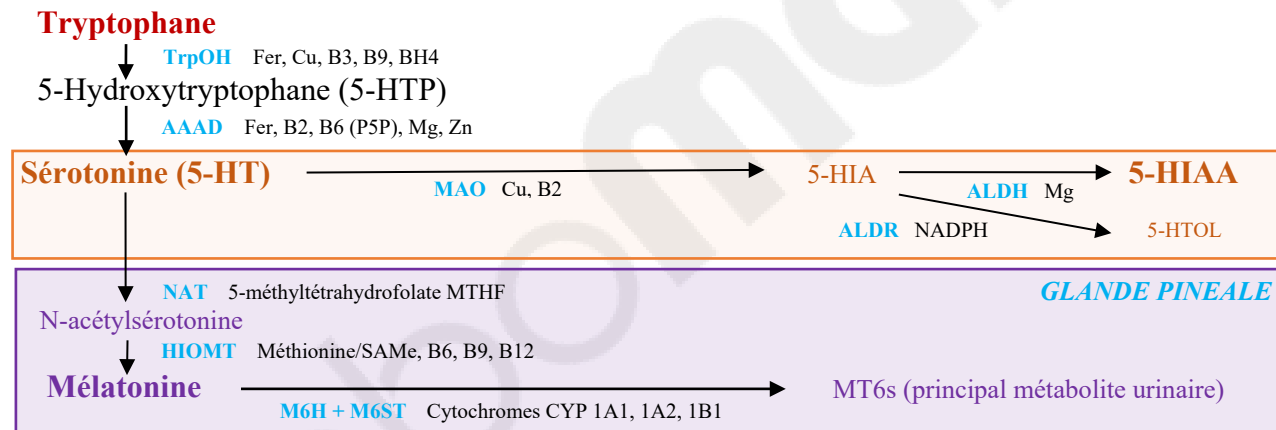 Tryptophane
TrpOH Fer, Cu, B3, B9, BH4
5-Hydroxytryptophane (5-HTP)
AAAD Fer, B2, B6 (P5P), Mg, Zn
Sérotonine (5-HT)
MAO Cu, B2
5-HIA
ALDH Mg
5-HIAA
ALDR NADPH
5-HTOL
NAT 5-méthyltétrahydrofolate MTHF
GLANDE PINEALE
N-acétylsérotonine
HIOMT Méthionine/SAMe, B6, B9, B12
Mélatonine
M6H + M6ST Cytochromes CYP 1A1, 1A2, 1B1
MT6s (principal métabolite urinaire)